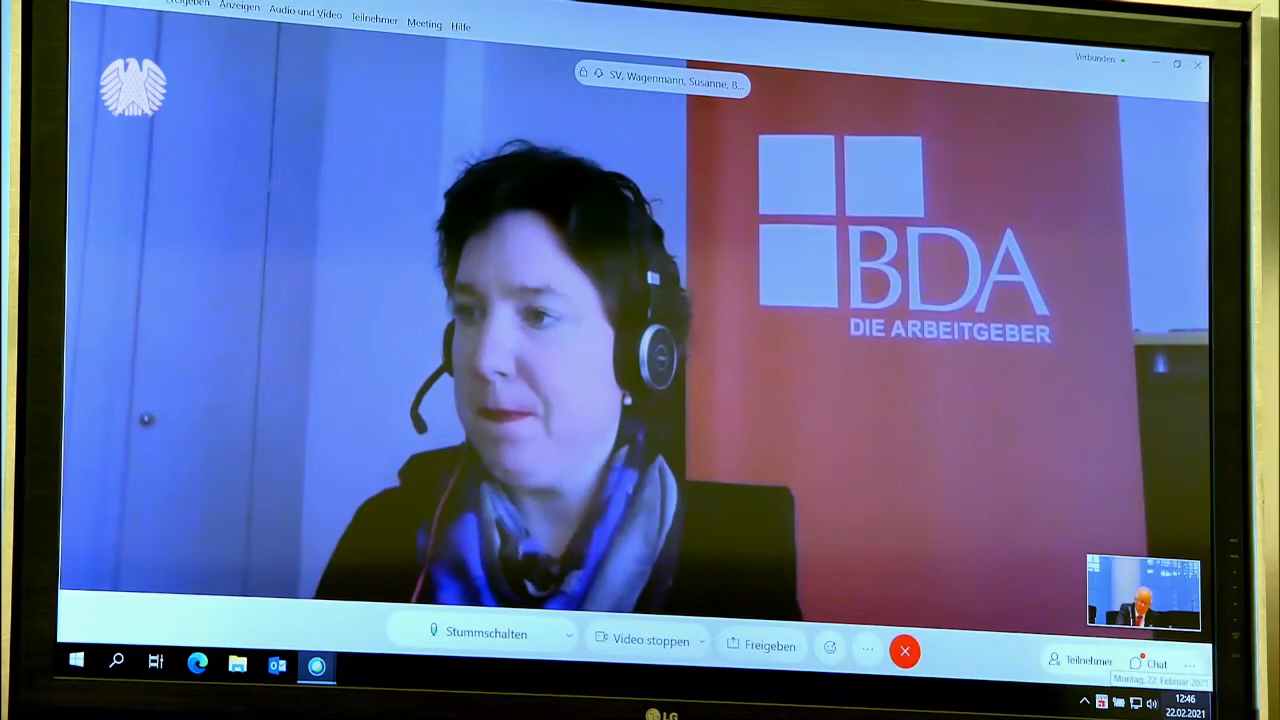 Anzeigen Audio und Video Teilnehmer Meeting Hilfe
Verbunden
SV, Wagenmann, Susanne, B...
BDA
DIE ARBEITGEBER
Stummschalten
Video stoppen
Freigeben
Teilnehmer
Chat
Montag, 22. Februar 2021
12:46
22.02.2021
LG